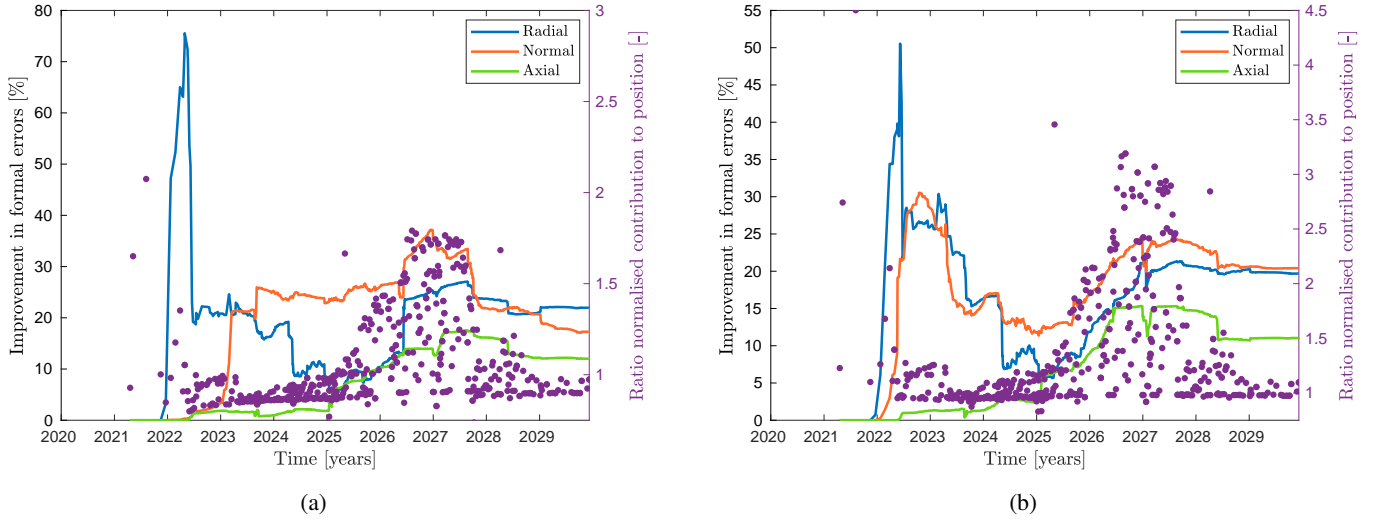 80
70
60
50
40
30
20
10
0
Improvement in formal errors [%]
2020 2021 2022 2023 2024 2025 2026 2027 2028 2029
Time [years]
3
2.5
2
1.5
1
Ratio normalised contribution to position [-]
Radial
Normal
Axial
(a)
55
50
45
40
35
30
25
20
15
10
5
0
Improvement in formal errors [%]
2020 2021 2022 2023 2024 2025 2026 2027 2028 2029
Time [years]
4.5
4
3.5
3
2.5
2
1.5
1
Ratio normalised contribution to position [-]
Radial
Normal
Axial
(b)